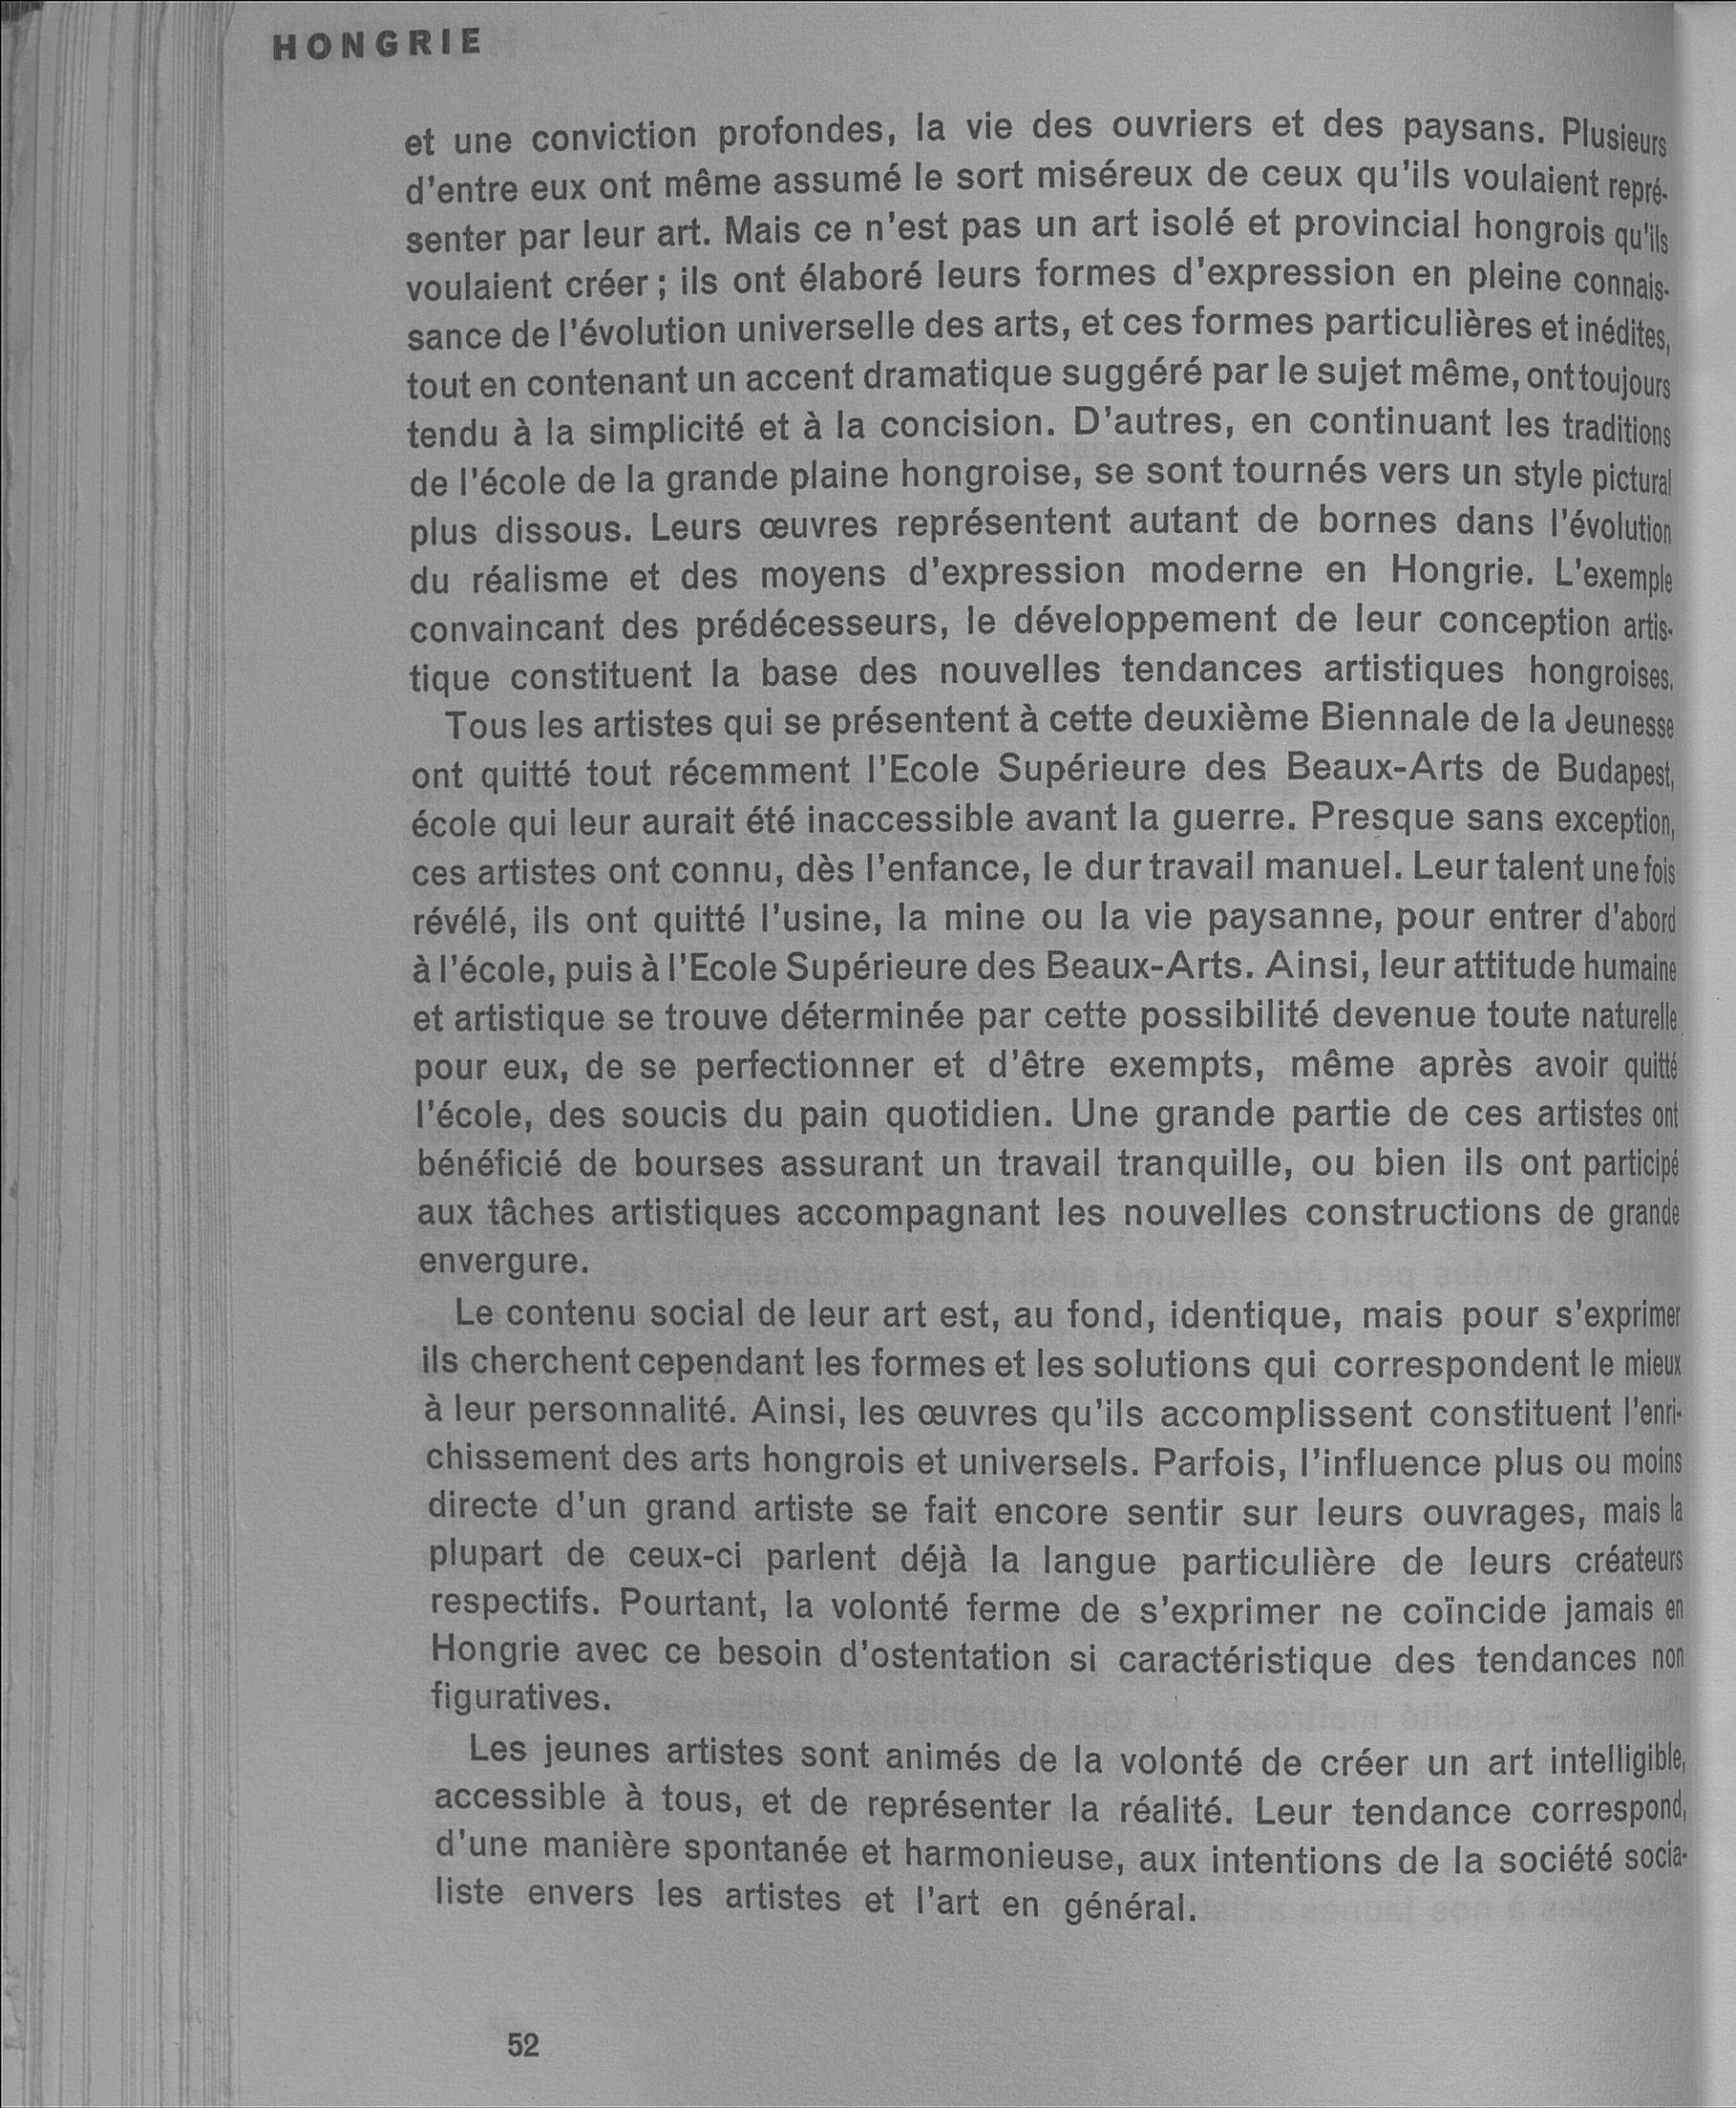 HONGRIE
et une conviction profondes, la vie des ouvriers et des paysans. Plusieurs
d'entre eux ont même assumé le sort miséreux de ceux qu'ils voulaient repré-
senter par leur art. Mais ce n'est pas un art isolé et provincial hongrois qu'ils
voulaient créer ; ils ont élaboré leurs formes d'expression en pleine connais-
sance de l'évolution universelle des arts, et ces formes particulières et inédites,
tout en contenant un accent dramatique suggéré par le sujet même, ont toujours
tendu à la simplicité et à la concision. D'autres, en continuant les traditions
de l'école de la grande plaine hongroise, se sont tournés vers un style pictural
plus dissous. Leurs œuvres représentent autant de bornes dans l'évolution
du réalisme et des moyens d'expression moderne en Hongrie. L'exemple
convaincant des prédécesseurs, le développement de leur conception artis-
tique constituent la base des nouvelles tendances artistiques hongroises.
Tous les artistes qui se présentent à cette deuxième Biennale de la Jeunesse
ont quitté tout récemment l'Ecole Supérieure des Beaux-Arts de Budapest,
école qui leur aurait été inaccessible avant la guerre. Presque sans exception,
ces artistes ont connu, dès l'enfance, le dur travail manuel. Leur talent une fois
révélé, ils ont quitté l'usine, la mine ou la vie paysanne, pour entrer d'abord
à l'école, puis à l'Ecole Supérieure des Beaux-Arts. Ainsi, leur attitude humaine
et artistique se trouve déterminée par cette possibilité devenue toute naturelle
pour eux, de se perfectionner et d'être exempts, même après avoir quitté
l'école, des soucis du pain quotidien. Une grande partie de ces artistes ont
bénéficié de bourses assurant un travail tranquille, ou bien ils ont participé
aux tâches artistiques accompagnant les nouvelles constructions de grande
envergure.
Le contenu social de leur art est, au fond, identique, mais pour s'exprimer
ils cherchent cependant les formes et les solutions qui correspondent le mieux
à leur personnalité. Ainsi, les œuvres qu'ils accomplissent constituent l'enri-
chissement des arts hongrois et universels. Parfois, l'influence plus ou moins
directe d'un grand artiste se fait encore sentir sur leurs ouvrages, mais la
plupart de ceux-ci parlent déjà la langue particulière de leurs créateurs
respectifs. Pourtant, la volonté ferme de s'exprimer ne coïncide jamais en
Hongrie avec ce besoin d'ostentation si caractéristique des tendances non
figuratives.
Les jeunes artistes sont animés de la volonté de créer un art intelligible,
accessible à tous, et de représenter la réalité. Leur tendance correspond,
d'une manière spontanée et harmonieuse, aux intentions de la société socia-
liste envers les artistes et l'art en général.
52